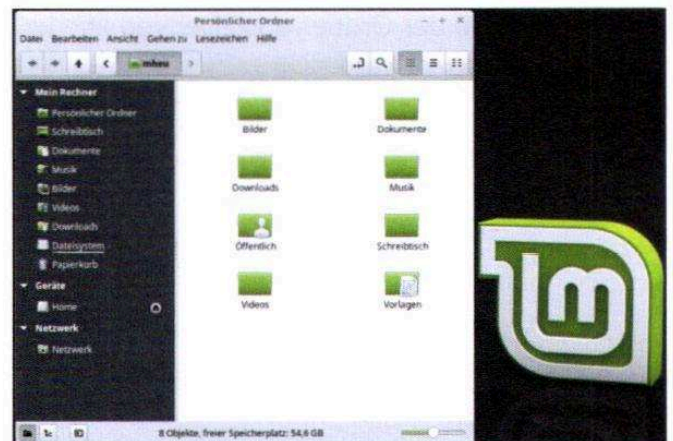 Persönlicher Ordner
Datei Bearbeiten Ansicht Gehen zu Lesezeichen Hilfe
mheu
Mein Rechner
Persönlicher Ordner
Schreibtisch
Dokumente
Musik
Bilder
Videos
Downloads
Dateisystem
Papierkorb
Geräte
Home
Netzwerk
Netzwerk
Bilder
Dokumente
Downloads
Musik
Öffentlich
Schreibtisch
Videos
Vorlagen
8 Objekte, freier Speicherplatz: 54,6 GB